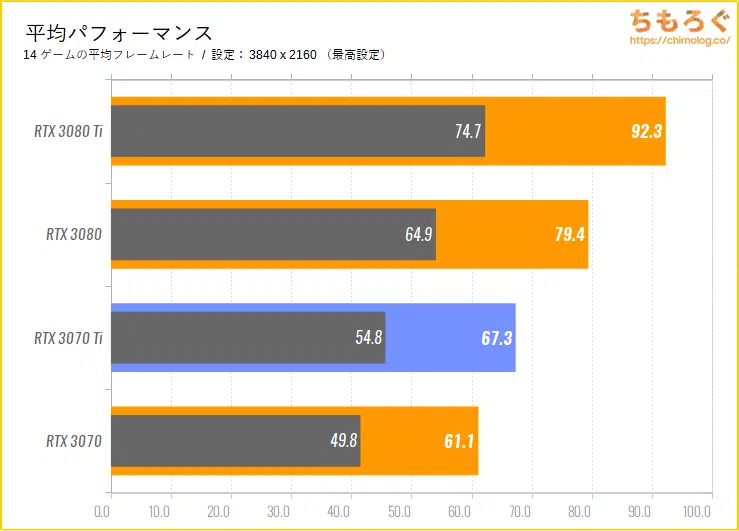 ちもろぐ
https://chimolog.co/
平均パフォーマンス
14 ゲームの平均フレームレート / 設定： 3840 x 2160 （最高設定）
RTX 3080 Ti 74.7 92.3
RTX 3080 64.9 79.4
RTX 3070 Ti 54.8 67.3
RTX 3070 49.8 61.1
0.0 10.0 20.0 30.0 40.0 50.0 60.0 70.0 80.0 90.0 100.0